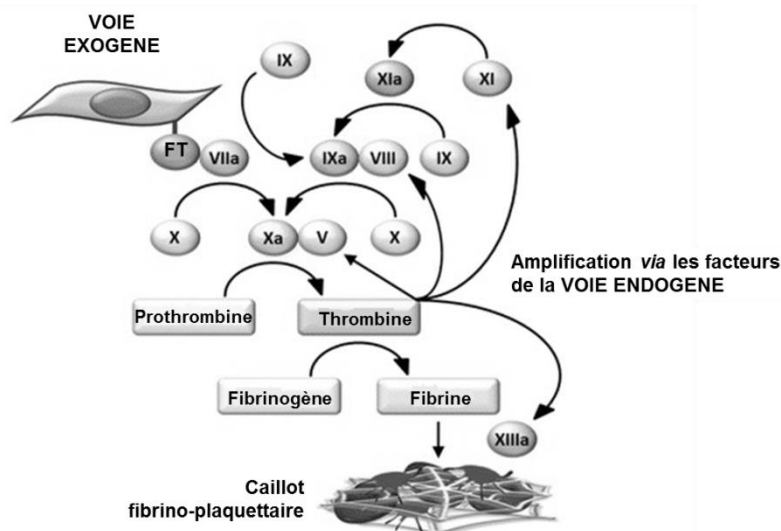 VOIE
EXOGENE
IX
XIa
XI
FT
VIIa
IXa
VIII
IX
X
Xa
V
X
Amplification via les facteurs
de la VOIE ENDOGENE
Prothrombine
Thrombine
Fibrinogène
Fibrine
XIIIa
Caillot
fibrino-plaquettaire